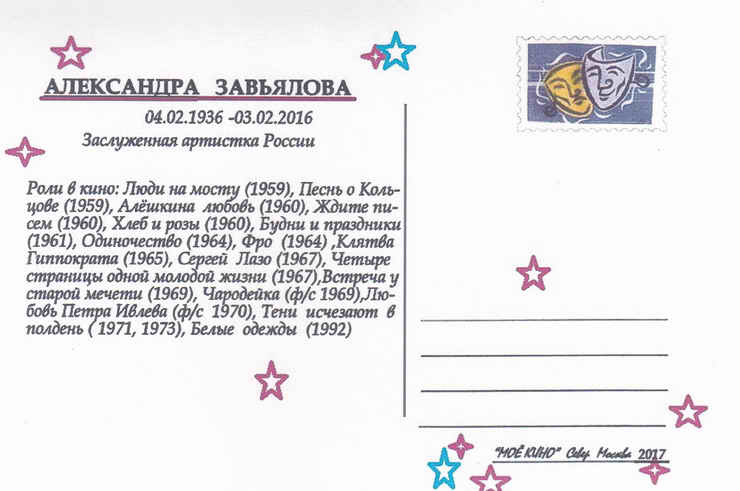 АЛЕКСАНДРА ЗАВЬЯЛОВА
04.02.1936 -03.02.2016
Заслуженная артистка России
Роли в кино: Люди на мосту (1959), Песнь о Коль-
цове (1959), Алёшкина любовь (1960), Ждите пи-
сем (1960), Хлеб и розы (1960), Будни и праздники
(1961), Одиночество (1964), Фро (1964) ,Клятва
Гиппократа (1965), Сергей Лазо (1967), Четыре
страницы одной молодой жизни (1967),Встреча у
старой мечети (1969), Чародейка (ф/с 1969),Лю-
бовь Петра Ивлева (ф/с 1970), Тени исчезают в
полдень ( 1971, 1973), Белые одежды (1992)
"МОЁ КИНО" Север Москва 2017